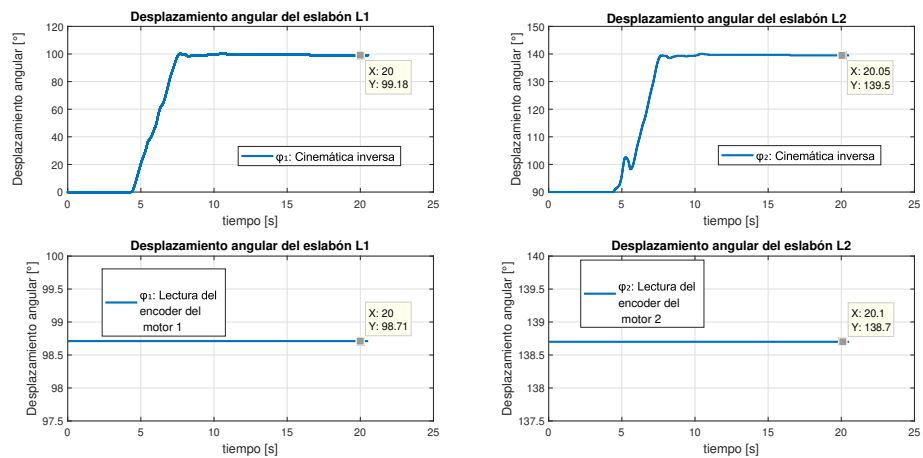 Desplazamiento angular del eslabón L1
Desplazamiento angular [°]
120
100
80
60
40
20
0
X: 20
Y: 99.18
φ₁: Cinemática inversa
0 5 10 15 20 25
tiempo [s]
Desplazamiento angular del eslabón L2
Desplazamiento angular [°]
150
140
130
120
110
100
90
X: 20.05
Y: 139.5
φ₂: Cinemática inversa
0 5 10 15 20 25
tiempo [s]
Desplazamiento angular del eslabón L1
Desplazamiento angular [°]
100
99.5
99
98.5
98
97.5
φ₁: Lectura del
encoder del
motor 1
X: 20
Y: 98.71
0 5 10 15 20 25
tiempo [s]
Desplazamiento angular del eslabón L2
Desplazamiento angular [°]
140
139.5
139
138.5
138
137.5
φ₂: Lectura del
encoder del
motor 2
X: 20.1
Y: 138.7
0 5 10 15 20 25
tiempo [s]